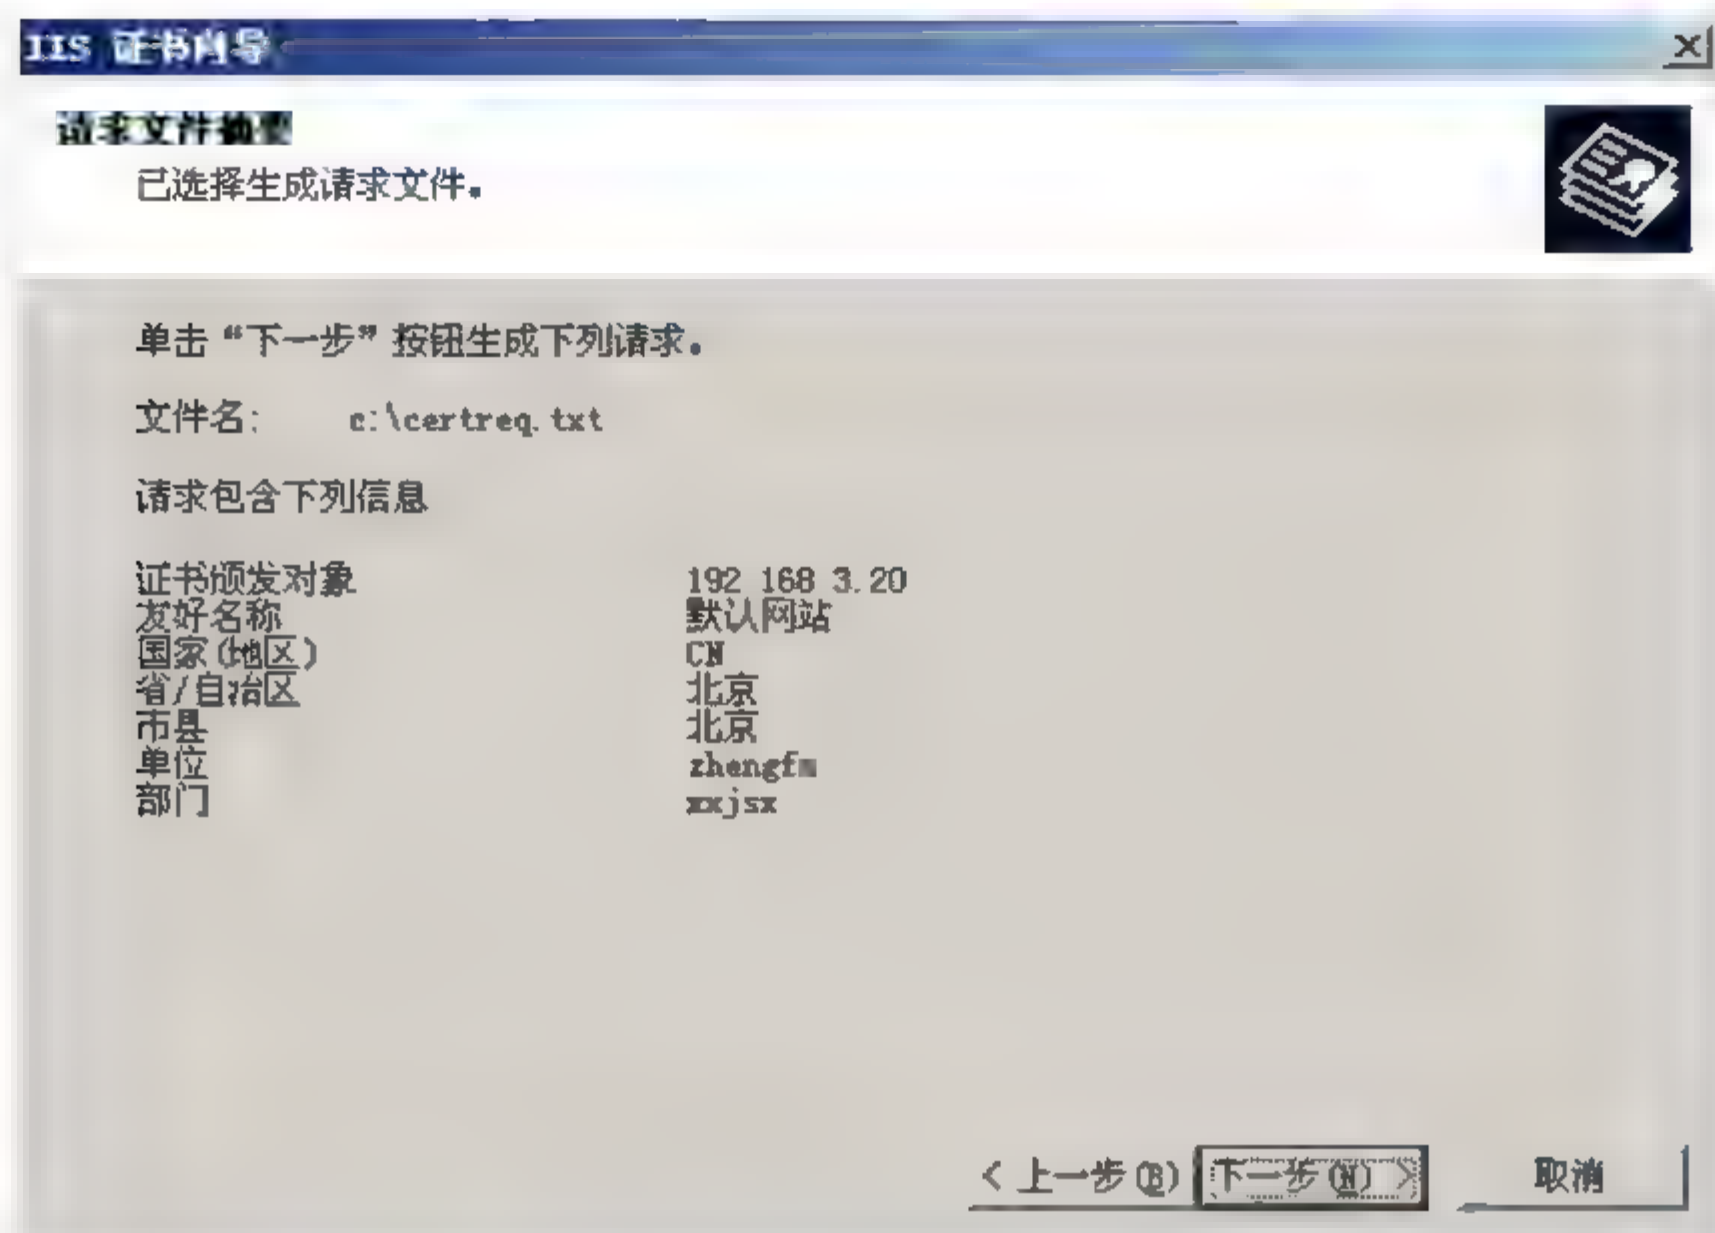 IIS 证书向导
请求文件摘要
已选择生成请求文件。
单击“下一步”按钮生成下列请求。
文件名: c:\certreq.txt
请求包含下列信息
证书颁发对象 192.168.3.20
友好名称 默认网站
国家(地区) CN
省/自治区 北京
市县 北京
单位
部门 xxjsx
< 上一步(B) 下一步(N) > 取消